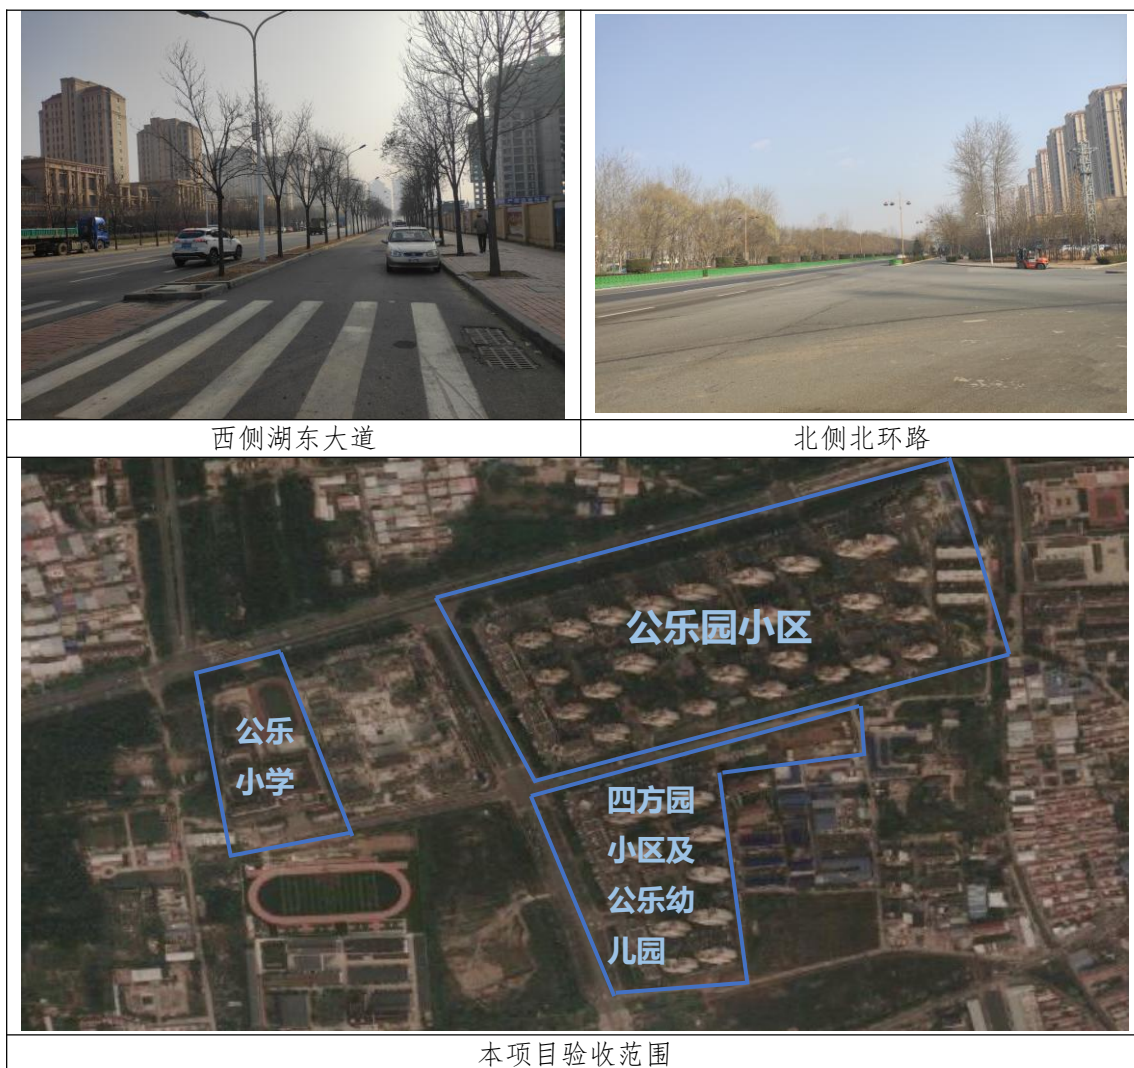 西侧湖东大道
北侧北环路
公乐园小区
公乐
小学
四方园
小区及
公乐幼
儿园
本项目验收范围